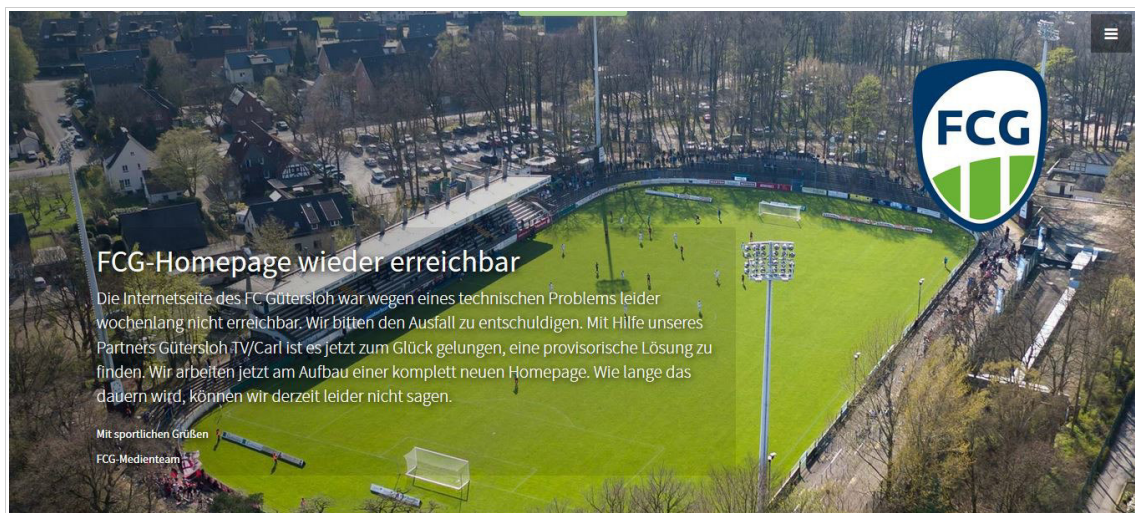 FCG
FCG-Homepage wieder erreichbar
Die Internetseite des FC Gütersloh war wegen eines technischen Problems leider
wochenlang nicht erreichbar. Wir bitten den Ausfall zu entschuldigen. Mit Hilfe unseres
Partners Gütersloh TV/Carl ist es jetzt zum Glück gelungen, eine provisorische Lösung zu
finden. Wir arbeiten jetzt am Aufbau einer komplett neuen Homepage. Wie lange das
dauern wird, können wir derzeit leider nicht sagen.
Mit sportlichen Grüßen
FCG-Medienteam